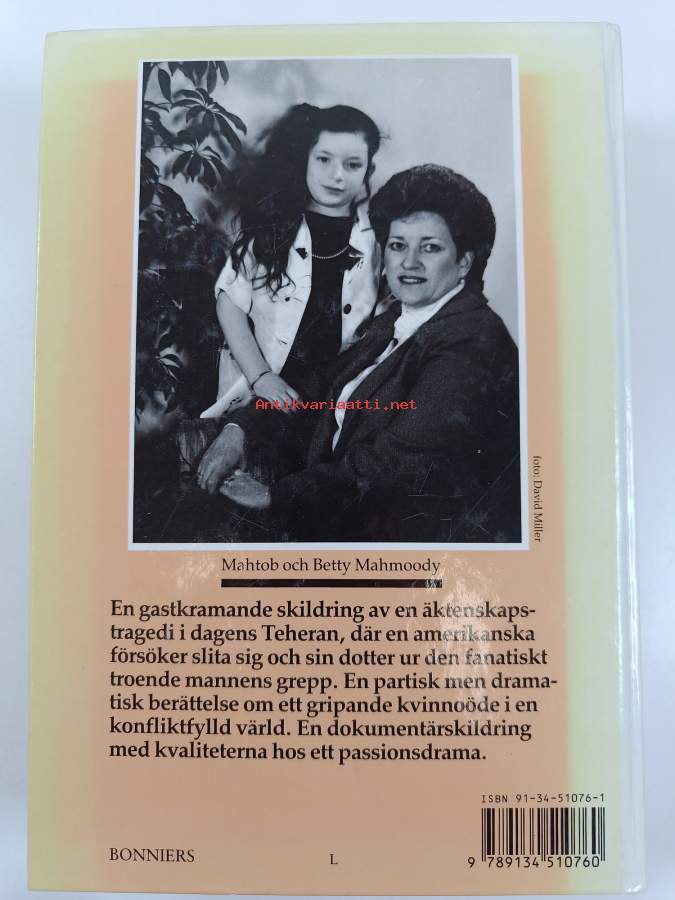 Antikvariaatti.net
foto: David Miller
Mahtob och Betty Mahmoody
En gastkramande skildring av en äktenskaps-
tragedi i dagens Teheran, där en amerikanska
försöker slita sig och sin dotter ur den fanatiskt
troende mannens grepp. En partisk men drama-
tisk berättelse om ett gripande kvinnoöde i en
konfliktfylld värld. En dokumentärskildring
med kvaliteterna hos ett passionsdrama.
ISBN 91-34-51076-1
BONNIERS
L
9 789134 510760